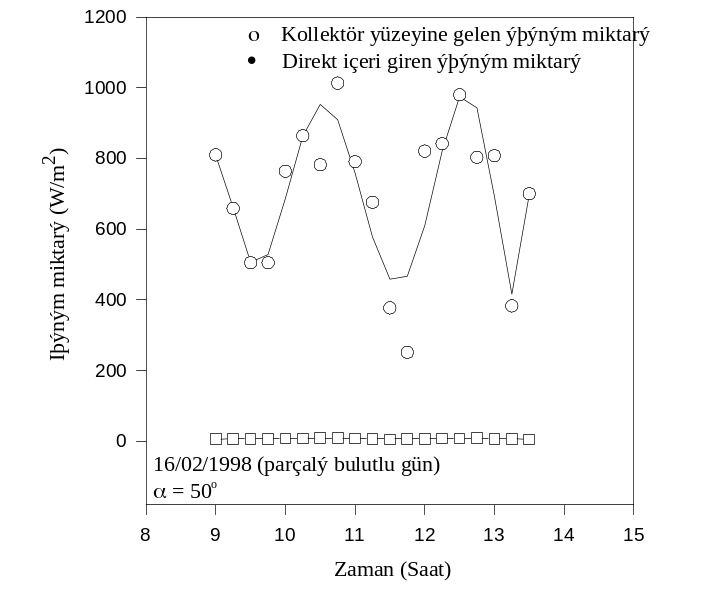 1200
o Kollektör yüzeyine gelen ýþýným miktarý
• Direkt içeri giren ýþýným miktarý
1000
800
600
400
200
0
Iþýným miktarý (W/m²)
16/02/1998 (parçalý bulutlu gün)
α = 50º
8 9 10 11 12 13 14 15
Zaman (Saat)